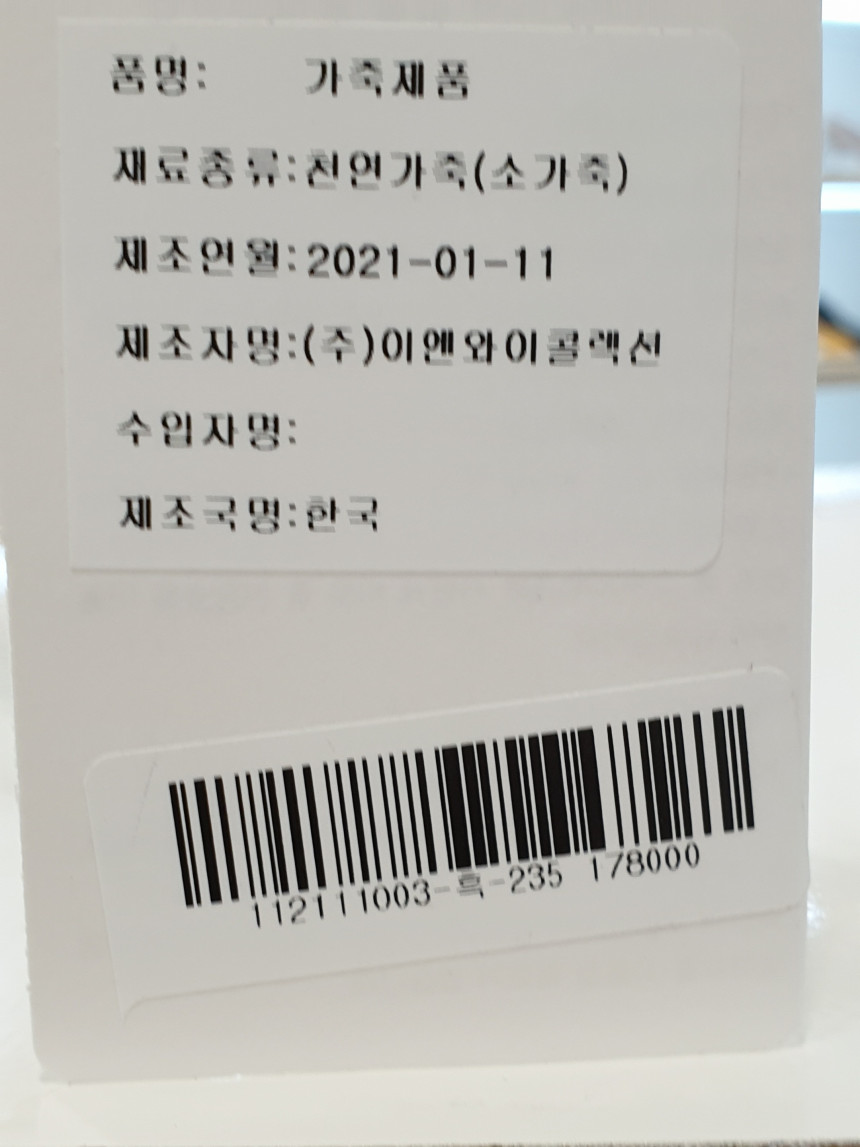 품명: 가죽제품
재료종류:천연가죽(소가죽)
제조연월:2021-01-11
제조자명:(주)이엔와이콜렉션
수입자명:
제조국명:한국
112111003-흑-235 178000